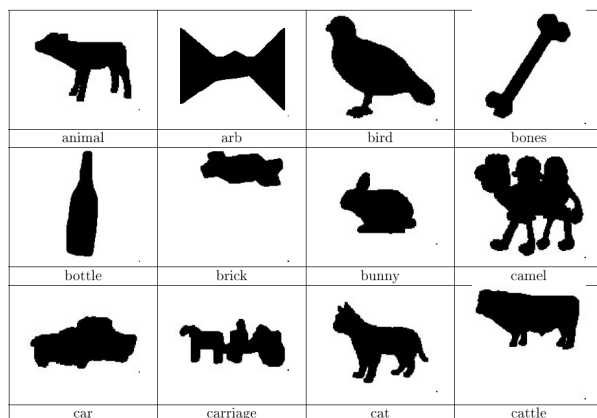 animal arb bird bones
bottle brick bunny camel
car carriage cat cattle